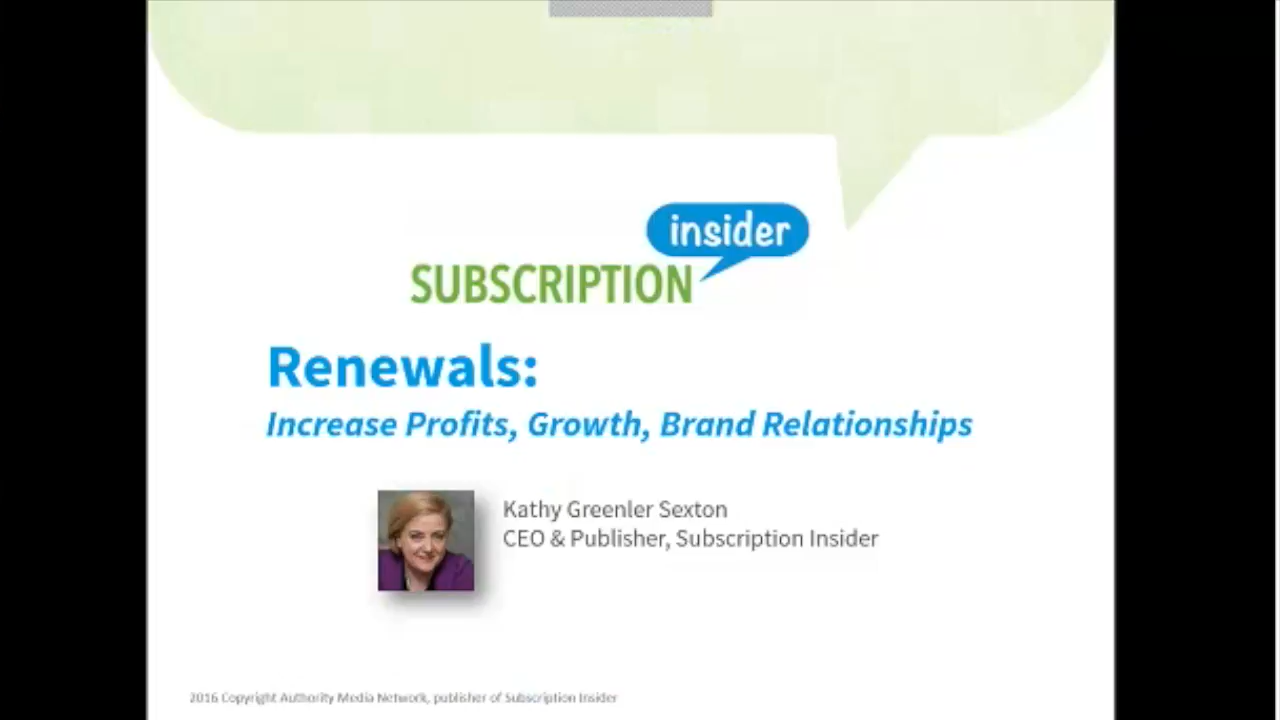 insider
SUBSCRIPTION
Renewals:
Increase Profits, Growth, Brand Relationships
Kathy Greenler Sexton
CEO & Publisher, Subscription Insider
2016 Copyright Authority Media Network, publisher of Subscription Insider